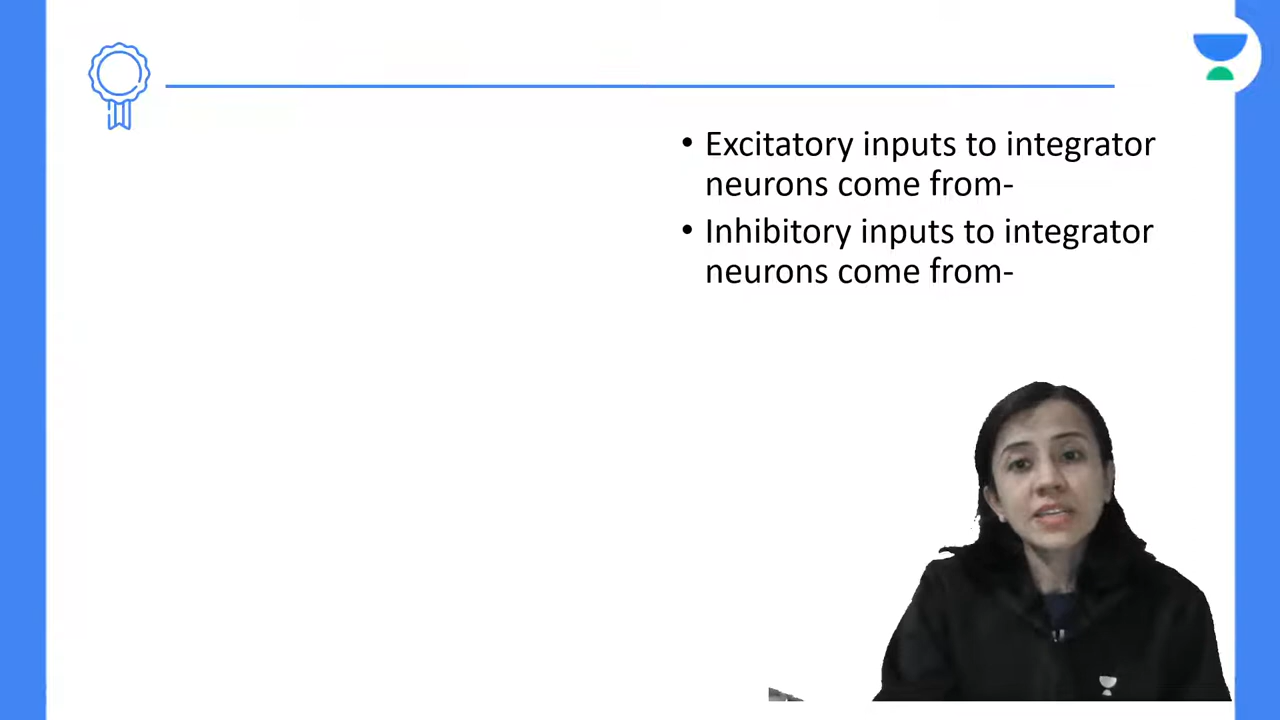 • Excitatory inputs to integrator
neurons come from-
• Inhibitory inputs to integrator
neurons come from-